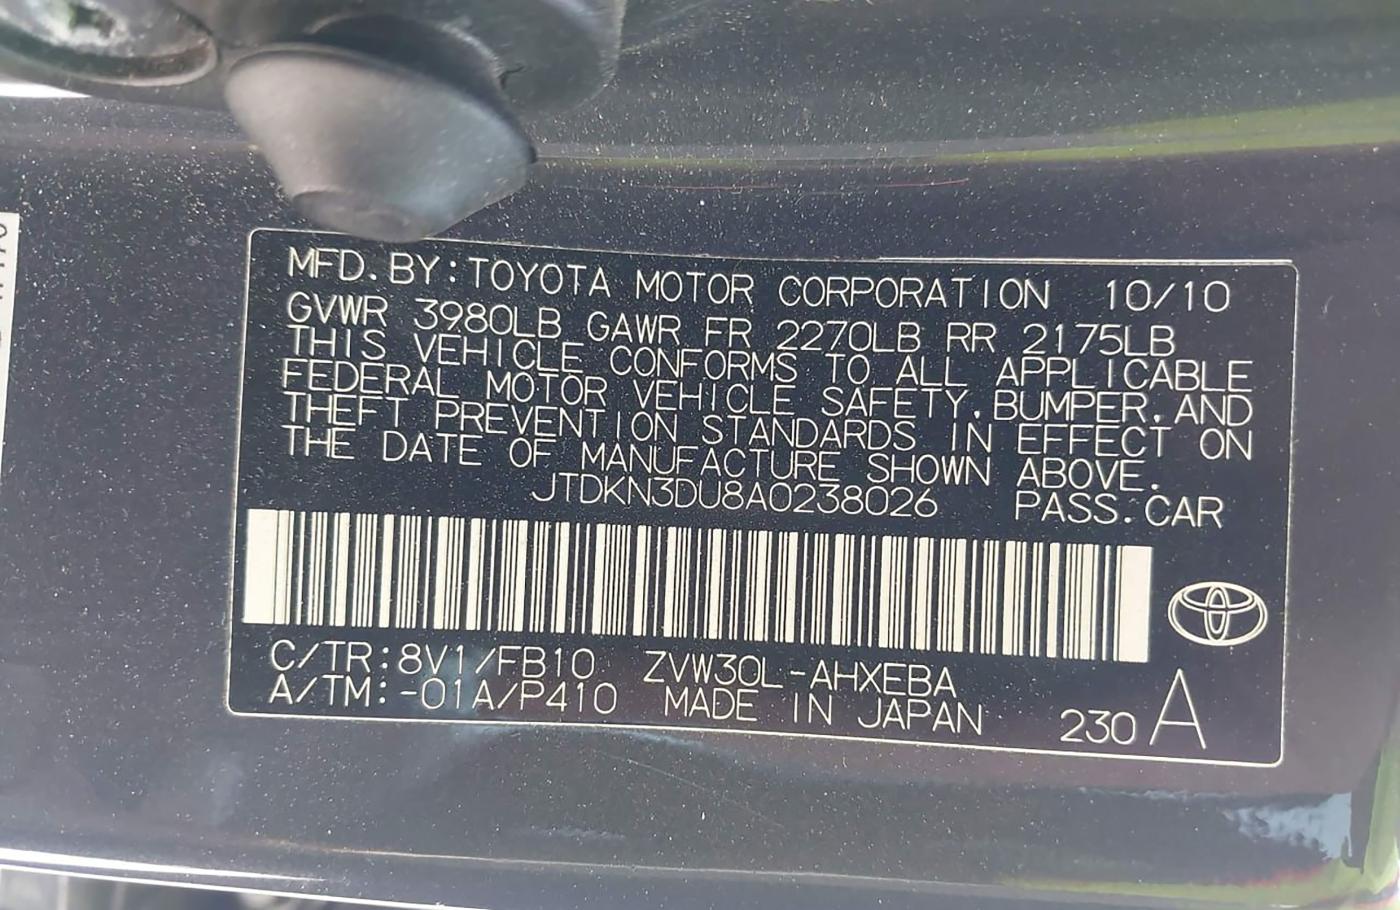 MFD. BY: TOYOTA MOTOR CORPORATION 10/10
GVWR 3980LB GAWR FR 2270LB RR 2175LB
THIS VEHICLE CONFORMS TO ALL APPLICABLE
FEDERAL MOTOR VEHICLE SAFETY, BUMPER, AND
THEFT PREVENTION STANDARDS IN EFFECT ON
THE DATE OF MANUFACTURE SHOWN ABOVE.
JTDKN3DU8A0238026 PASS. CAR
C/TR: 8V1/FB10 ZVW30L-AHXEBA
A/TM: -01A/P410 MADE IN JAPAN 230 A